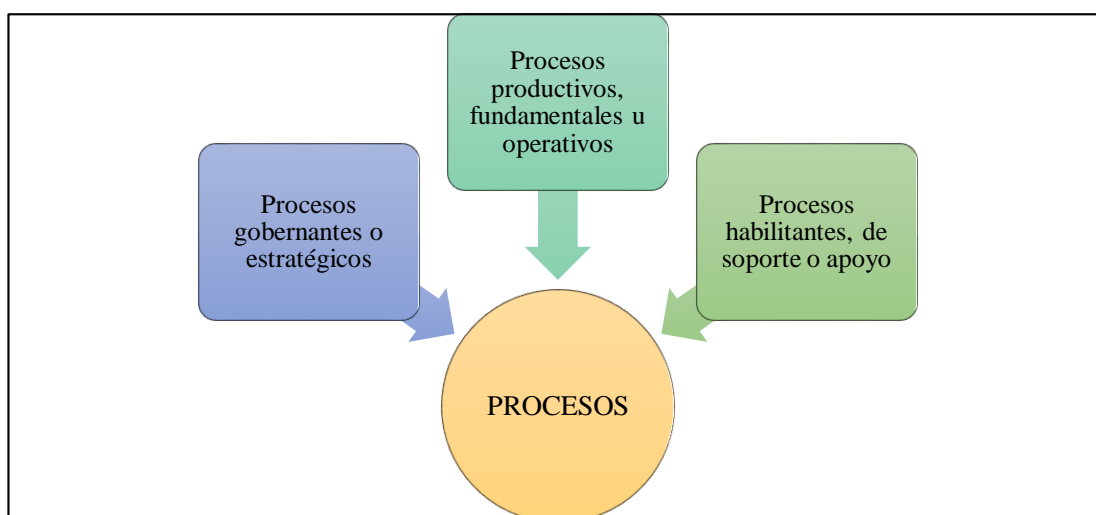 Procesos
productivos,
fundamentales u
operativos
Procesos
gobernantes o
estratégicos
Procesos
habilitantes, de
soporte o apoyo
PROCESOS